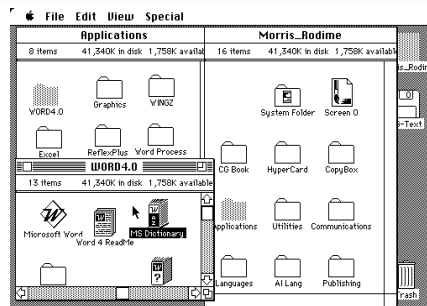 File Edit View Special
Applications
8 items 41,340K in disk 1,758K availab
WORD4.0
Graphics
WINGZ
Excel
ReflexPlus
Word Process
Morris_Rodime
16 items 41,340K in disk 1,758K availabl
System Folder
Screen 0
CG Book
HyperCard
CopyBox
pplications
Utilities
Communications
Languages
AI Lang
Publishing
WORD4.0
13 items 41,340K in disk 1,758K available
Microsoft Word
Word 4 ReadMe
MS Dictionary
is_Rodir
-Text
Trash